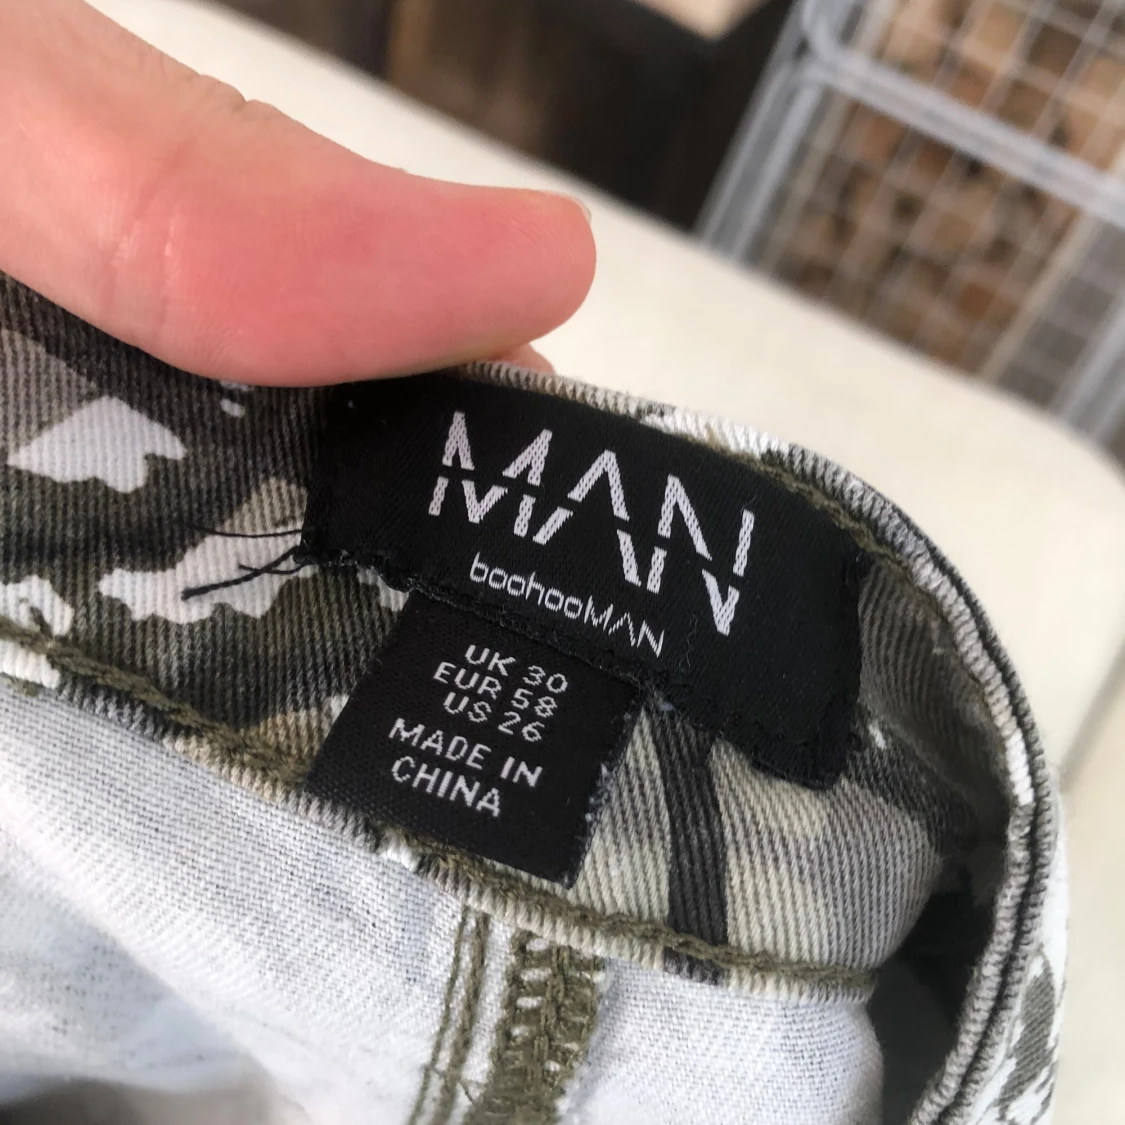 MAN
boohooMAN
UK 30
EUR 58
US 26
MADE IN
CHINA